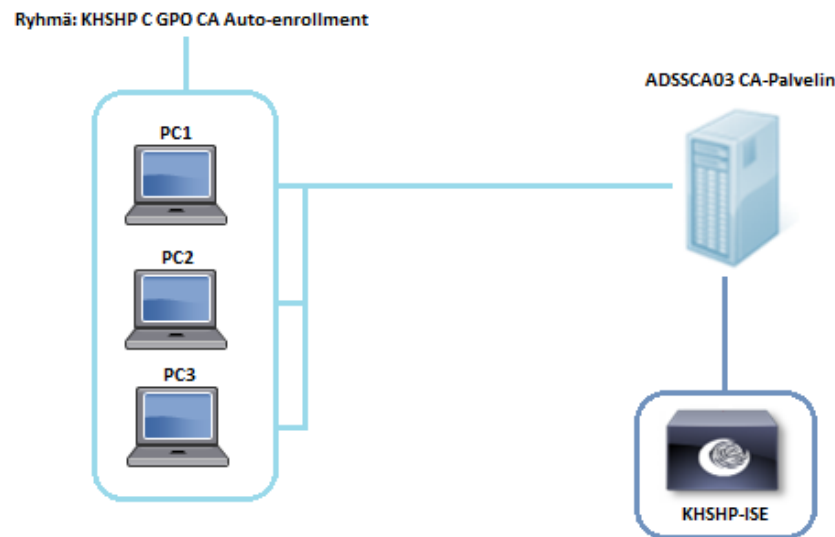 Ryhmä: KHSHP C GPO CA Auto-enrollment
ADSSCA03 CA-Palvelin
PC1
PC2
PC3
KHSHP-ISE